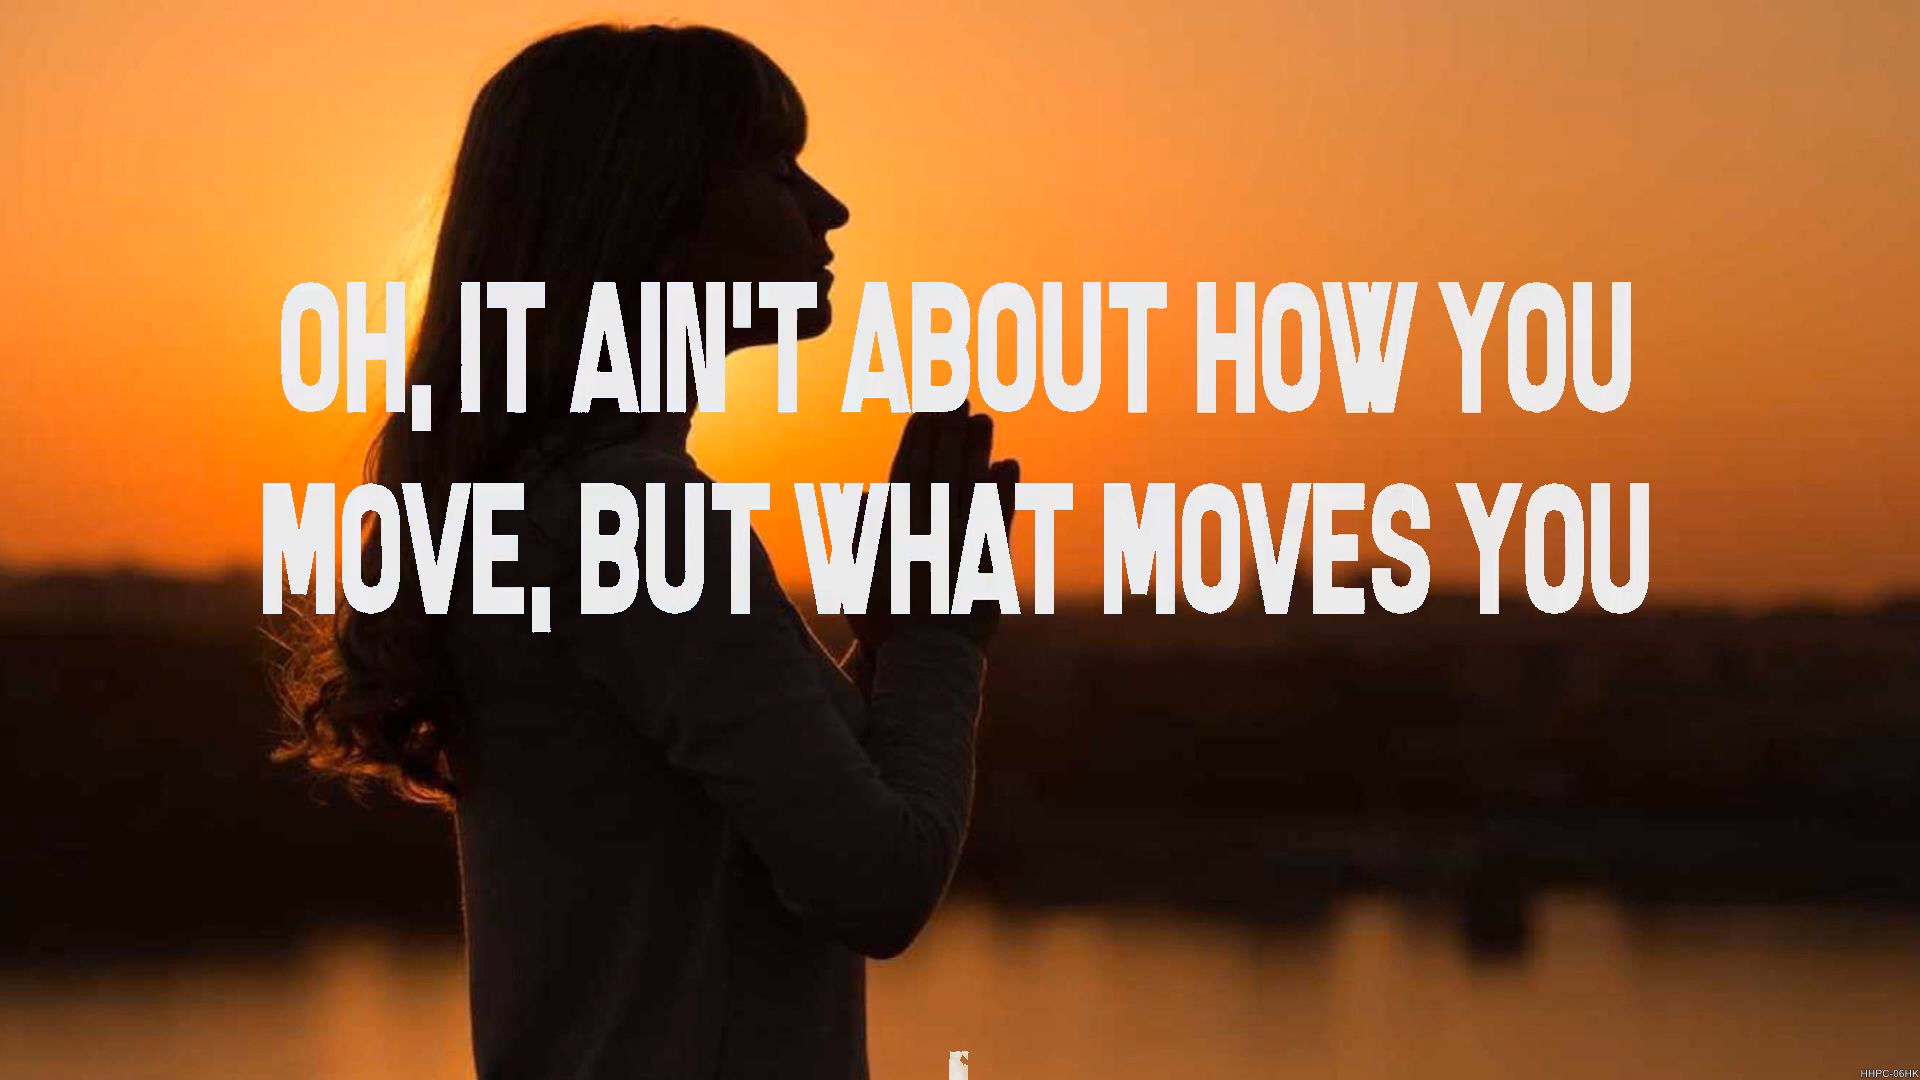 OH, IT AIN'T ABOUT HOW YOU
MOVE, BUT WHAT MOVES YOU
HHPC-06HK